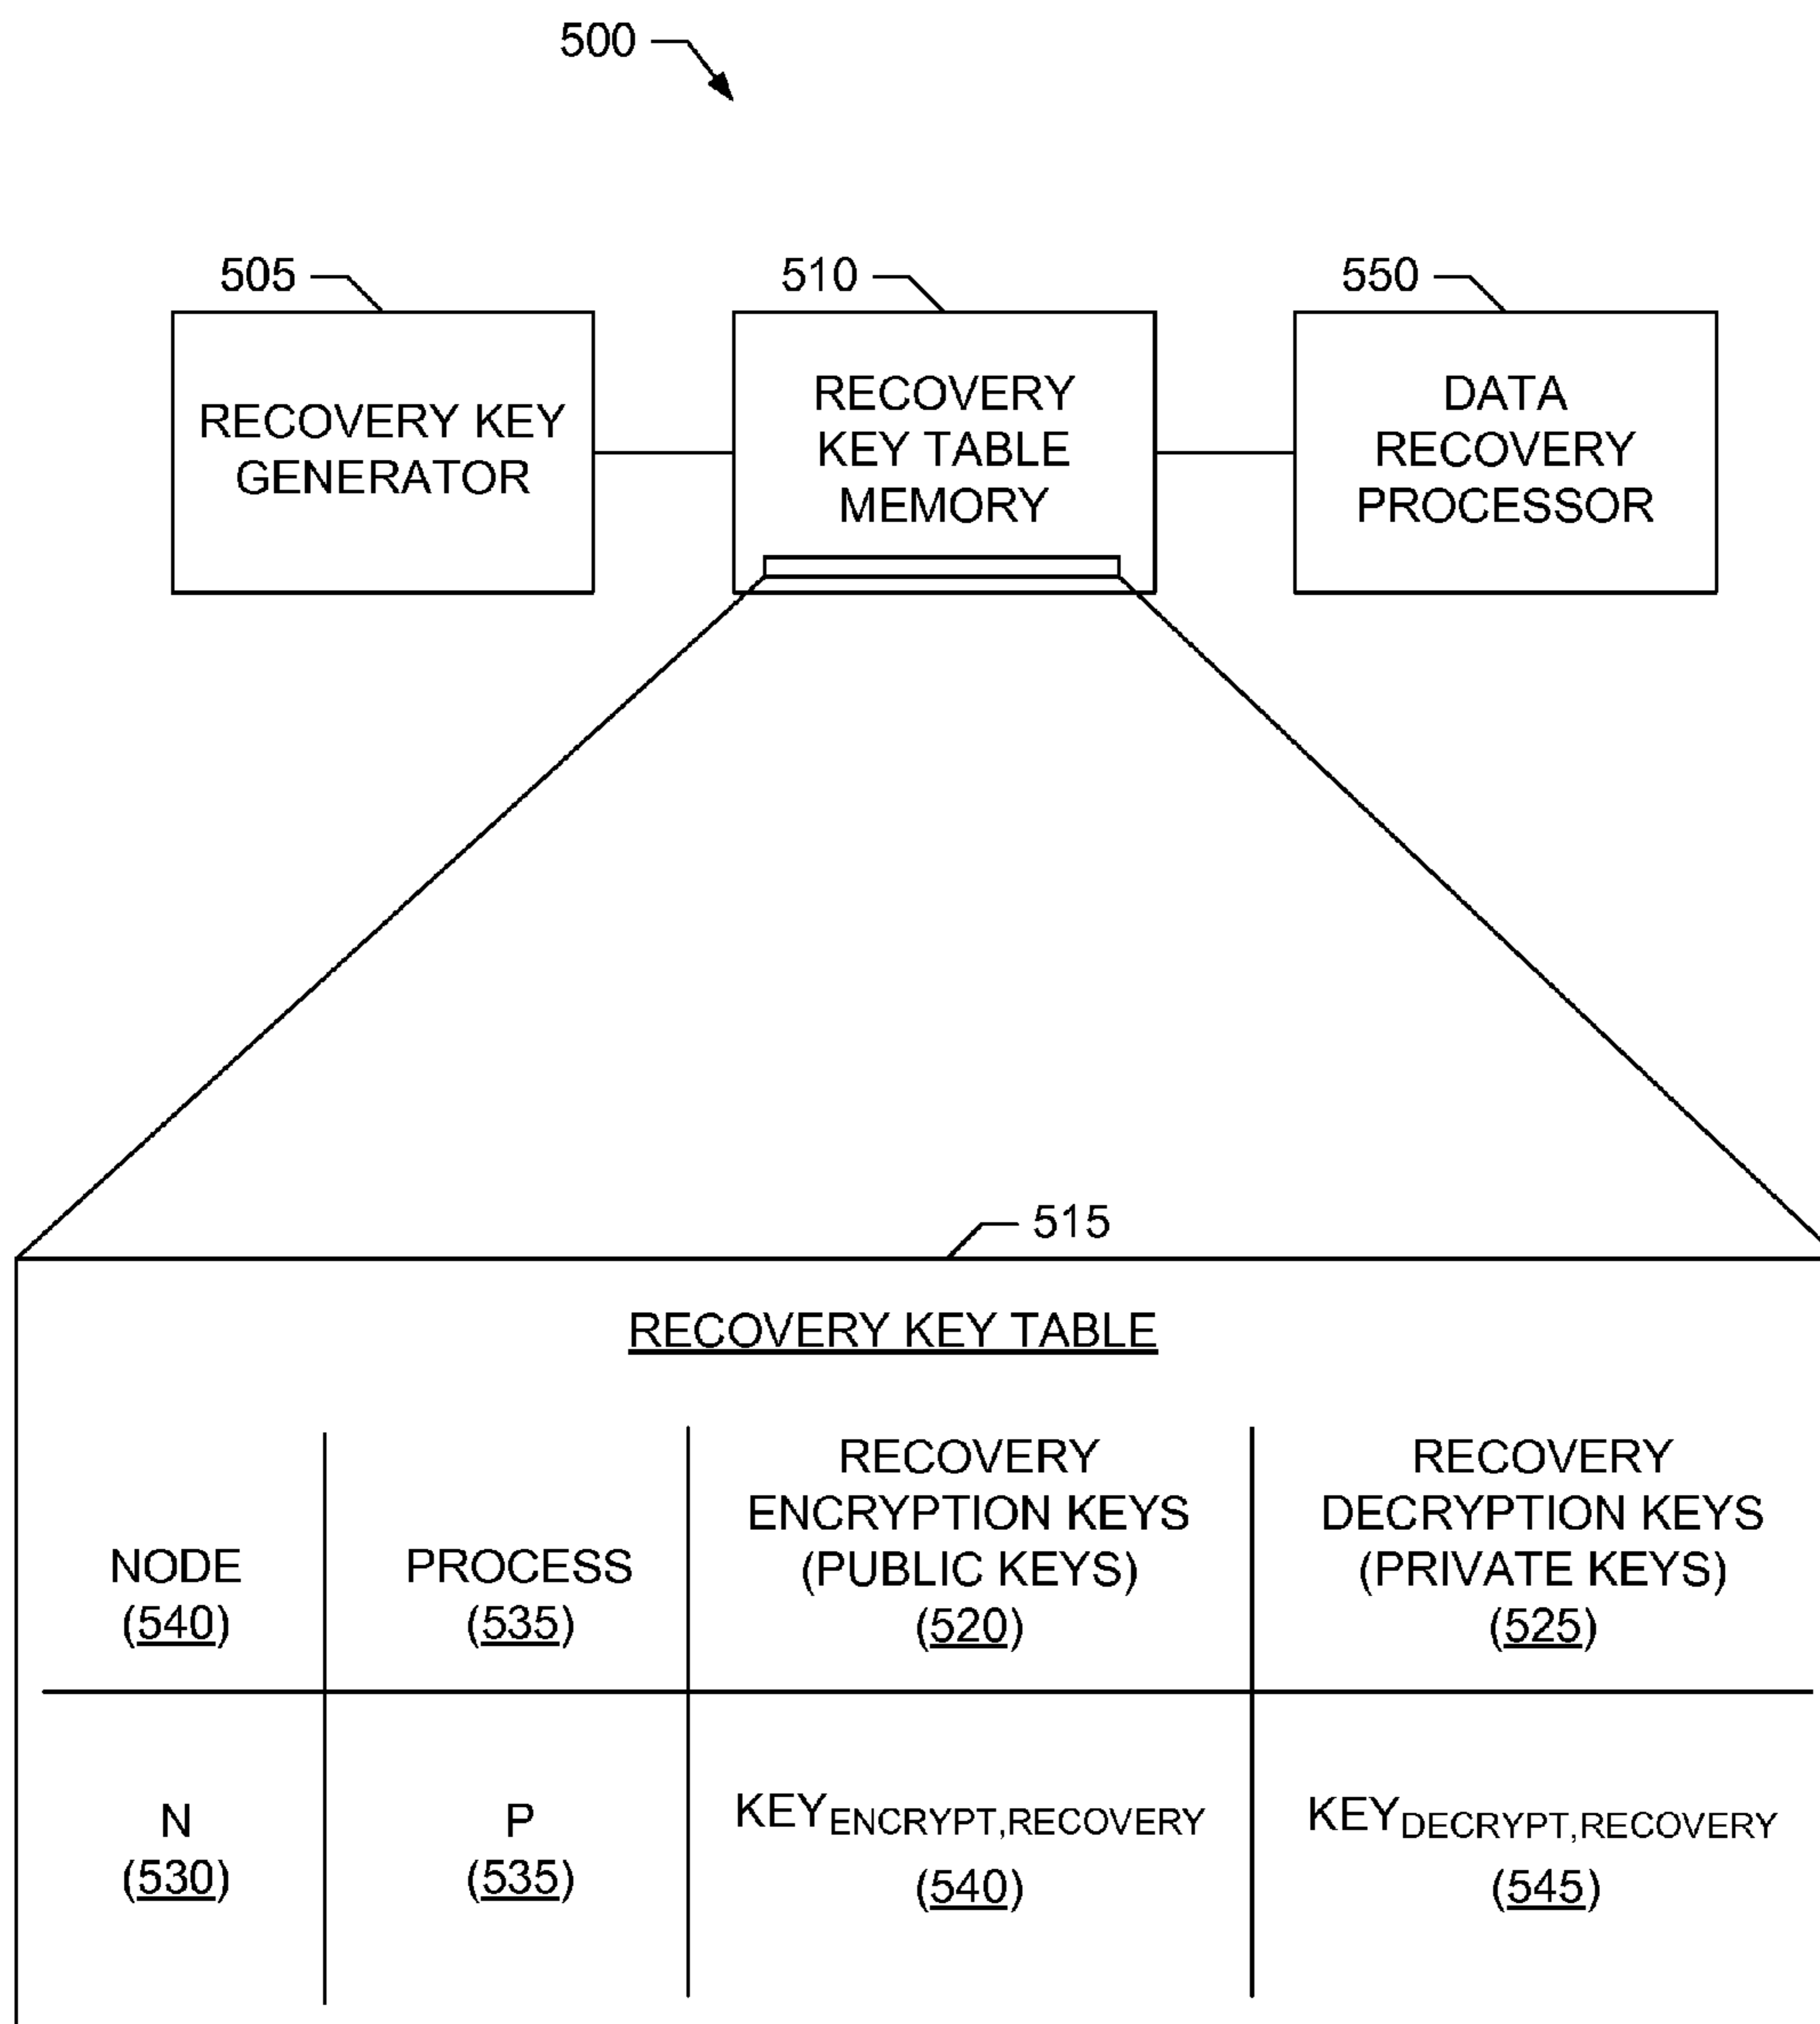 500
505
510
550
RECOVERY KEY
GENERATOR
RECOVERY
KEY TABLE
MEMORY
DATA
RECOVERY
PROCESSOR
515
RECOVERY KEY TABLE
NODE
(540)
PROCESS
(535)
RECOVERY
ENCRYPTION KEYS
(PUBLIC KEYS)
(520)
RECOVERY
DECRYPTION KEYS
(PRIVATE KEYS)
(525)
N
(530)
P
(535)
KEYENCRYPT,RECOVERY
(540)
KEYDECRYPT,RECOVERY
(545)